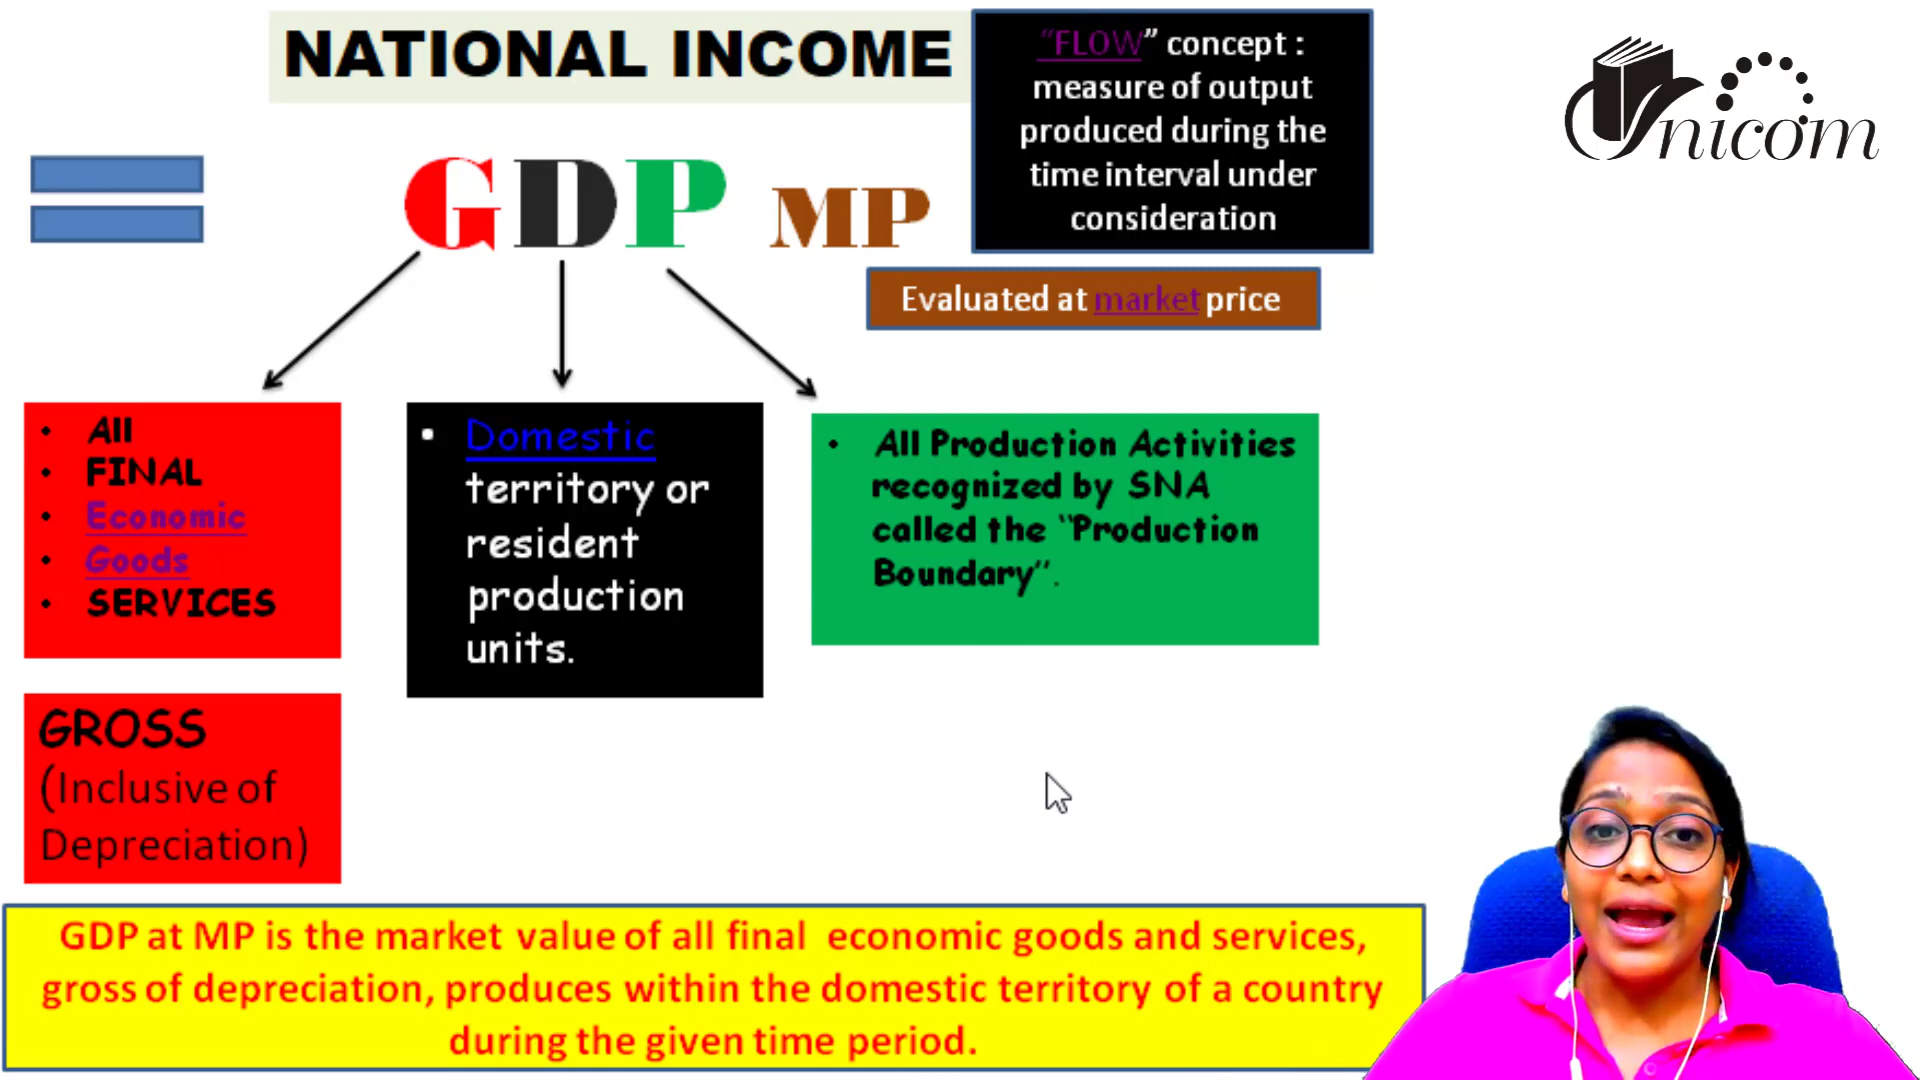 NATIONAL INCOME
"FLOW" concept :
measure of output
produced during the
time interval under
consideration
Unicom
GDP MP
Evaluated at market price
• All
• FINAL
• Economic
• Goods
• SERVICES
• Domestic
territory or
resident
production
units.
• All Production Activities
recognized by SNA
called the "Production
Boundary".
GROSS
(Inclusive of
Depreciation)
GDP at MP is the market value of all final economic goods and services,
gross of depreciation, produces within the domestic territory of a country
during the given time period.